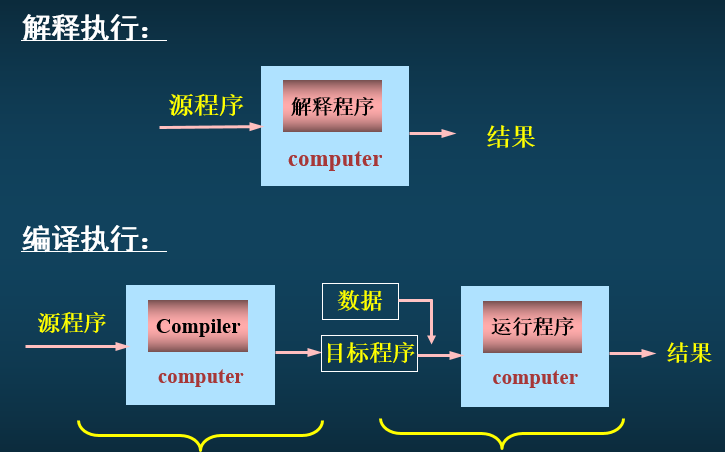 解释执行：
源程序
解释程序
computer
结果
编译执行：
源程序
Compiler
computer
数据
目标程序
运行程序
computer
结果